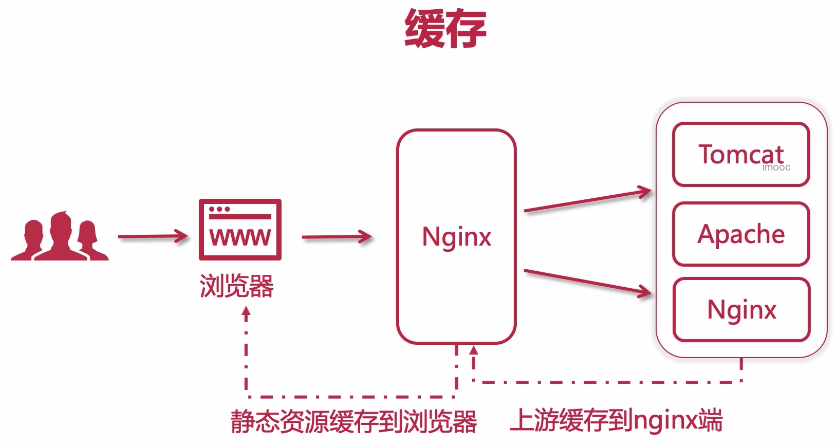 缓存
Tomcat
imooc
WWW
Nginx
Apache
浏览器
Nginx
静态资源缓存到浏览器
上游缓存到nginx端